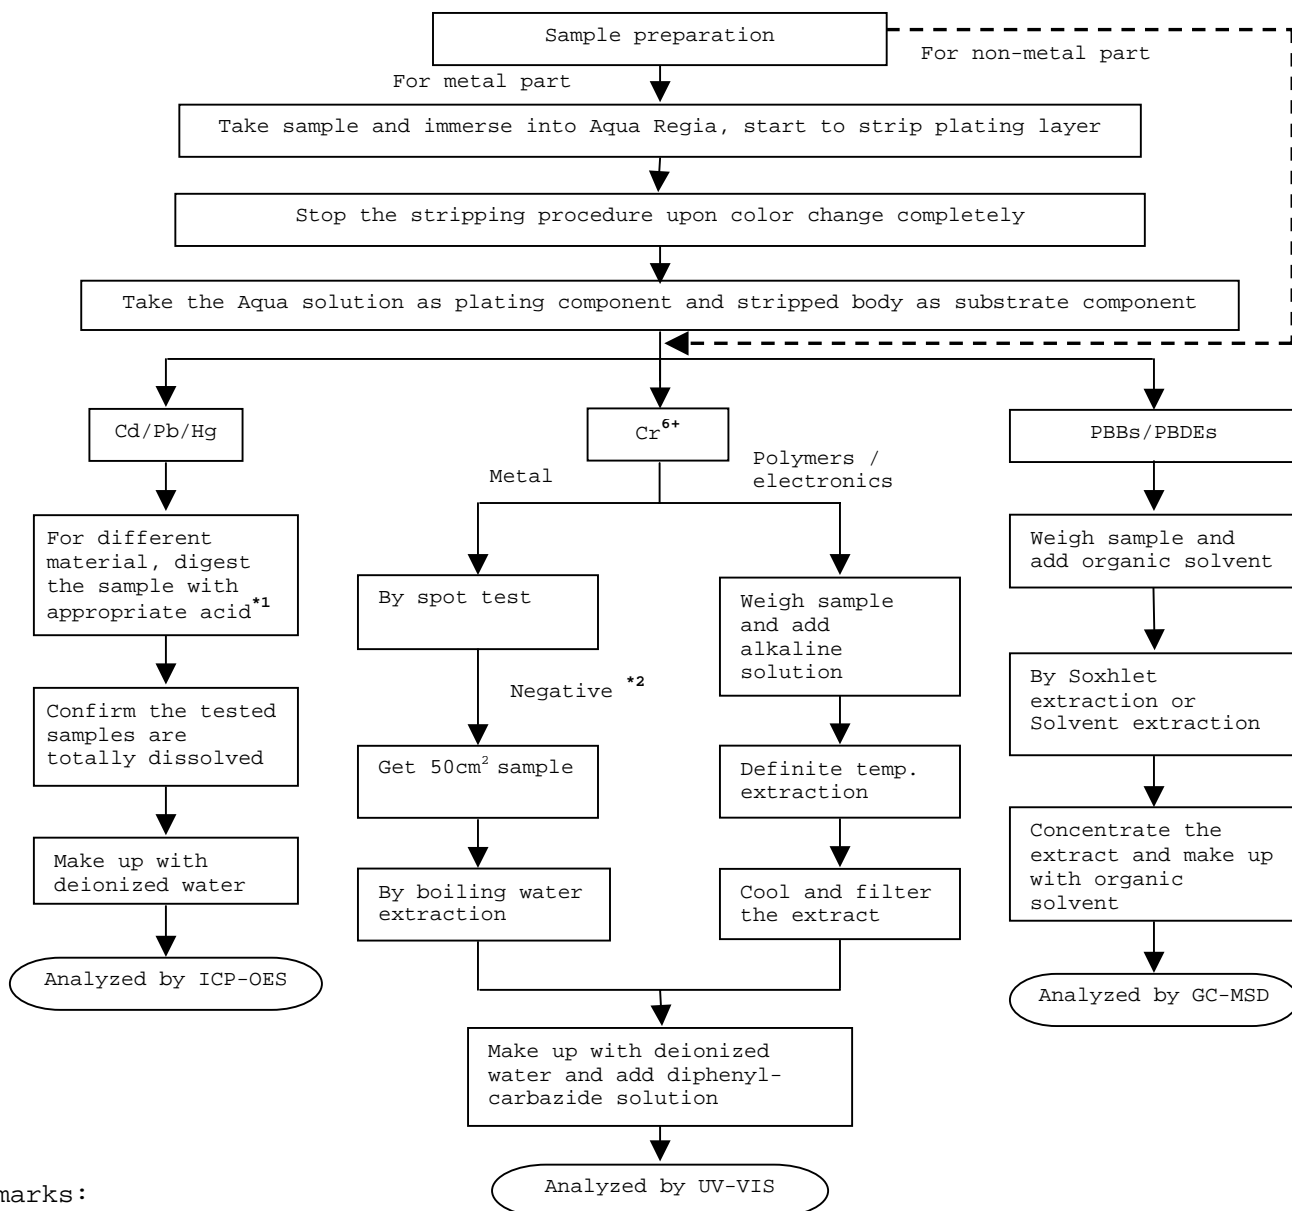 Sample preparation
For non-metal part
For metal part
Take sample and immerse into Aqua Regia, start to strip plating layer
Stop the stripping procedure upon color change completely
Take the Aqua solution as plating component and stripped body as substrate component
Cd/Pb/Hg
For different
material, digest
the sample with
appropriate acid*1
Confirm the tested
samples are
totally dissolved
Make up with
deionized water
Analyzed by ICP-OES
Cr6+
Metal
By spot test
Negative *2
Get 50cm2 sample
By boiling water
extraction
Polymers /
electronics
Weigh sample
and add
alkaline
solution
Definite temp.
extraction
Cool and filter
the extract
Make up with deionized
water and add diphenyl-
carbazide solution
Analyzed by UV-VIS
PBBs/PBDEs
Weigh sample and
add organic solvent
By Soxhlet
extraction or
Solvent extraction
Concentrate the
extract and make up
with organic
solvent
Analyzed by GC-MSD
marks: